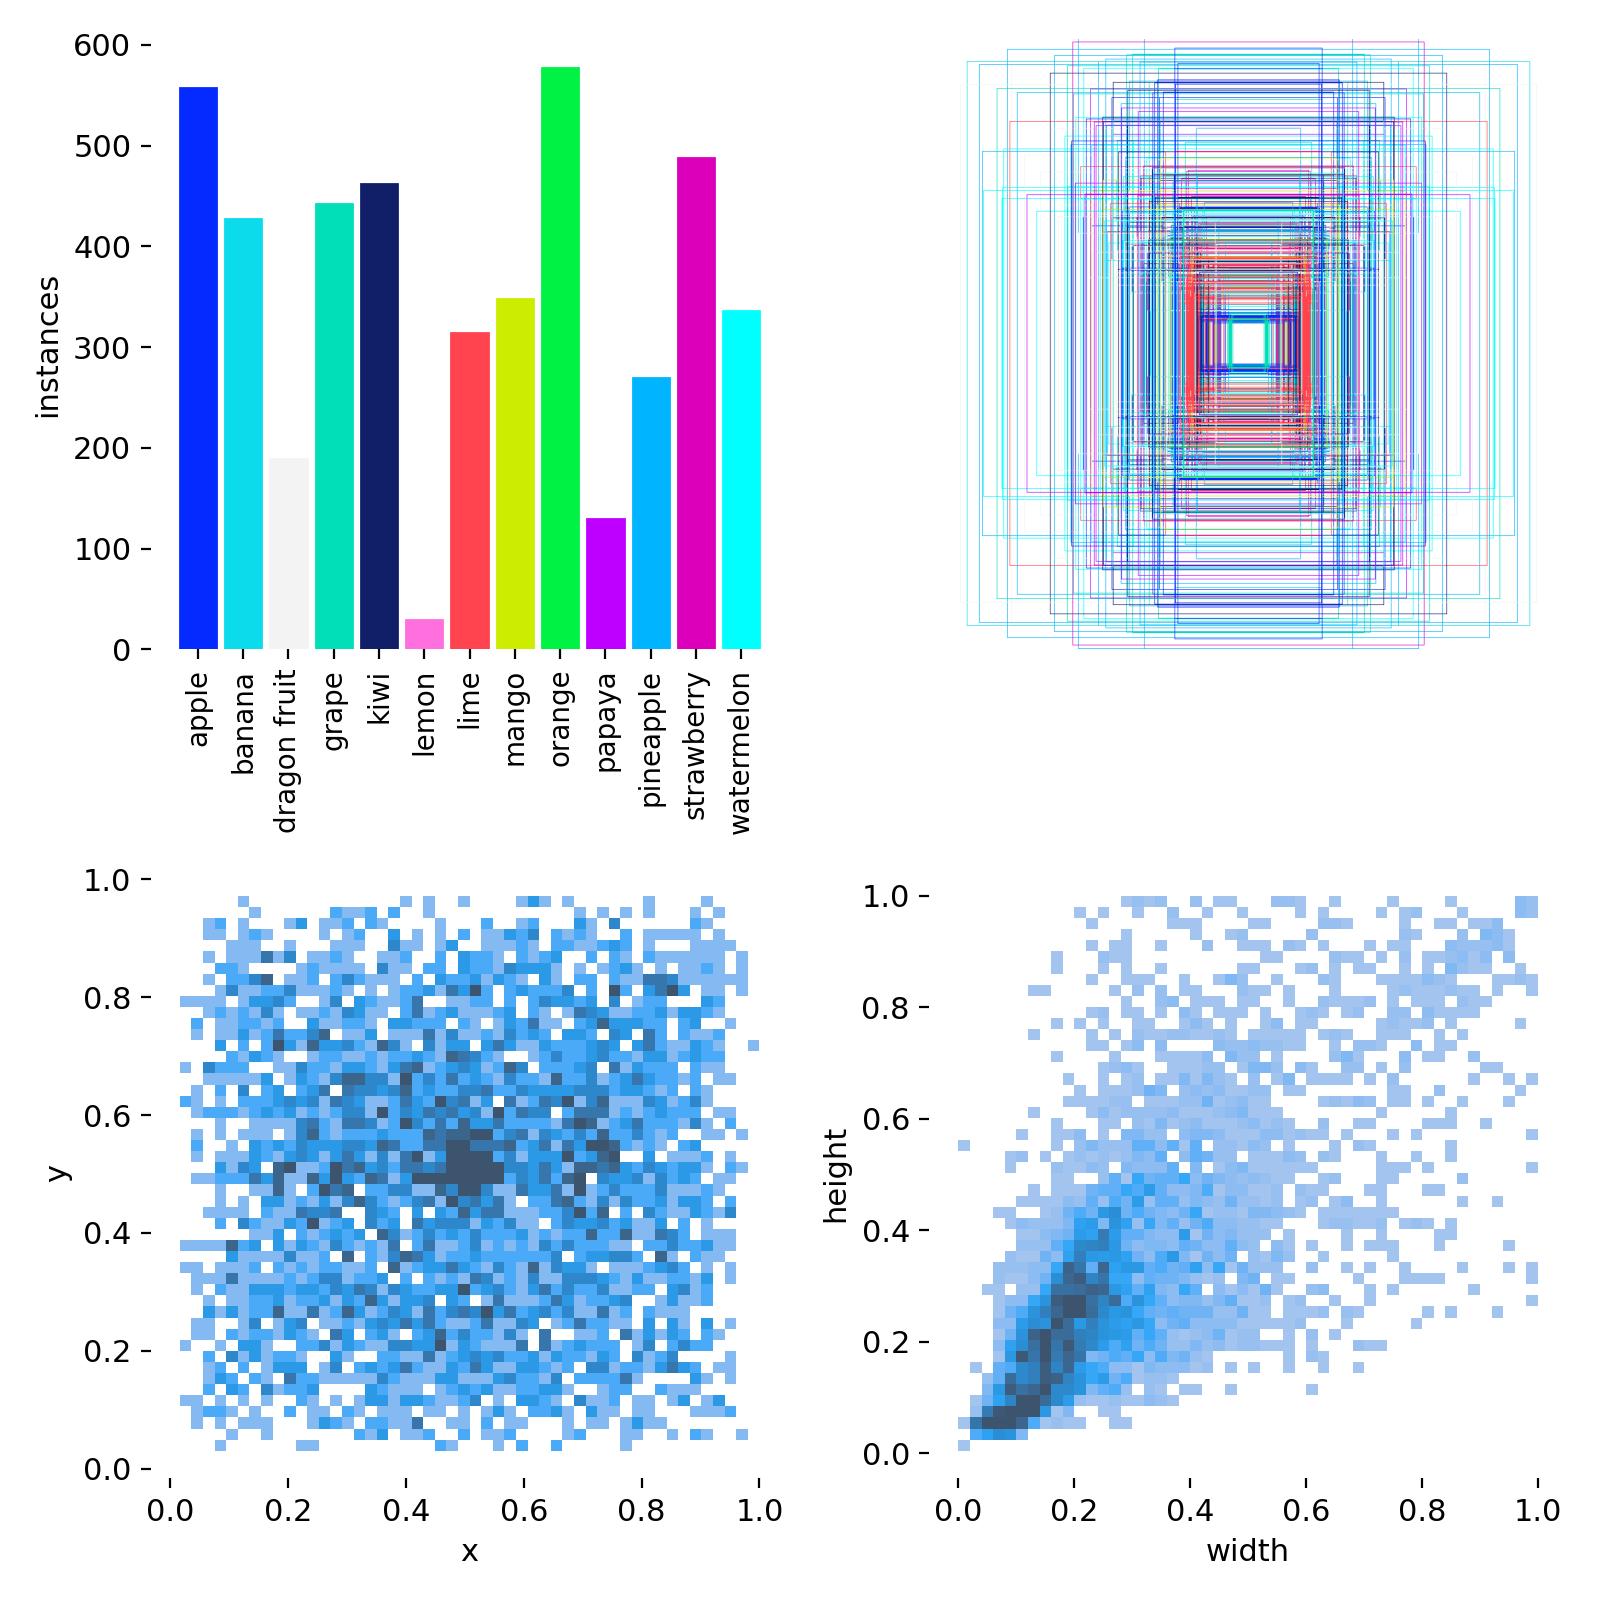 600
500
400
300
200
100
0
instances
apple
banana
dragon fruit
grape
kiwi
lemon
lime
mango
orange
papaya
pineapple
strawberry
watermelon
1.0
0.8
0.6
0.4
0.2
0.0
y
0.0 0.2 0.4 0.6 0.8 1.0
x
1.0
0.8
0.6
0.4
0.2
0.0
height
0.0 0.2 0.4 0.6 0.8 1.0
width